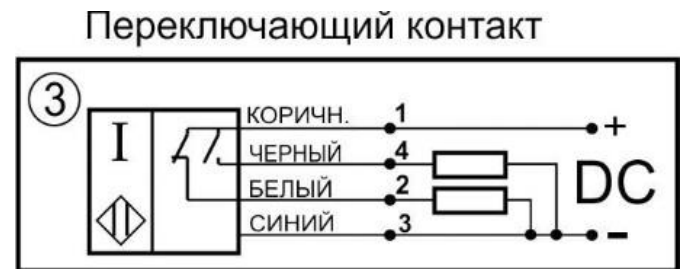 Переключающий контакт
3
I
КОРИЧН. 1 +
ЧЕРНЫЙ 4
DC
БЕЛЫЙ 2
СИНИЙ 3 -